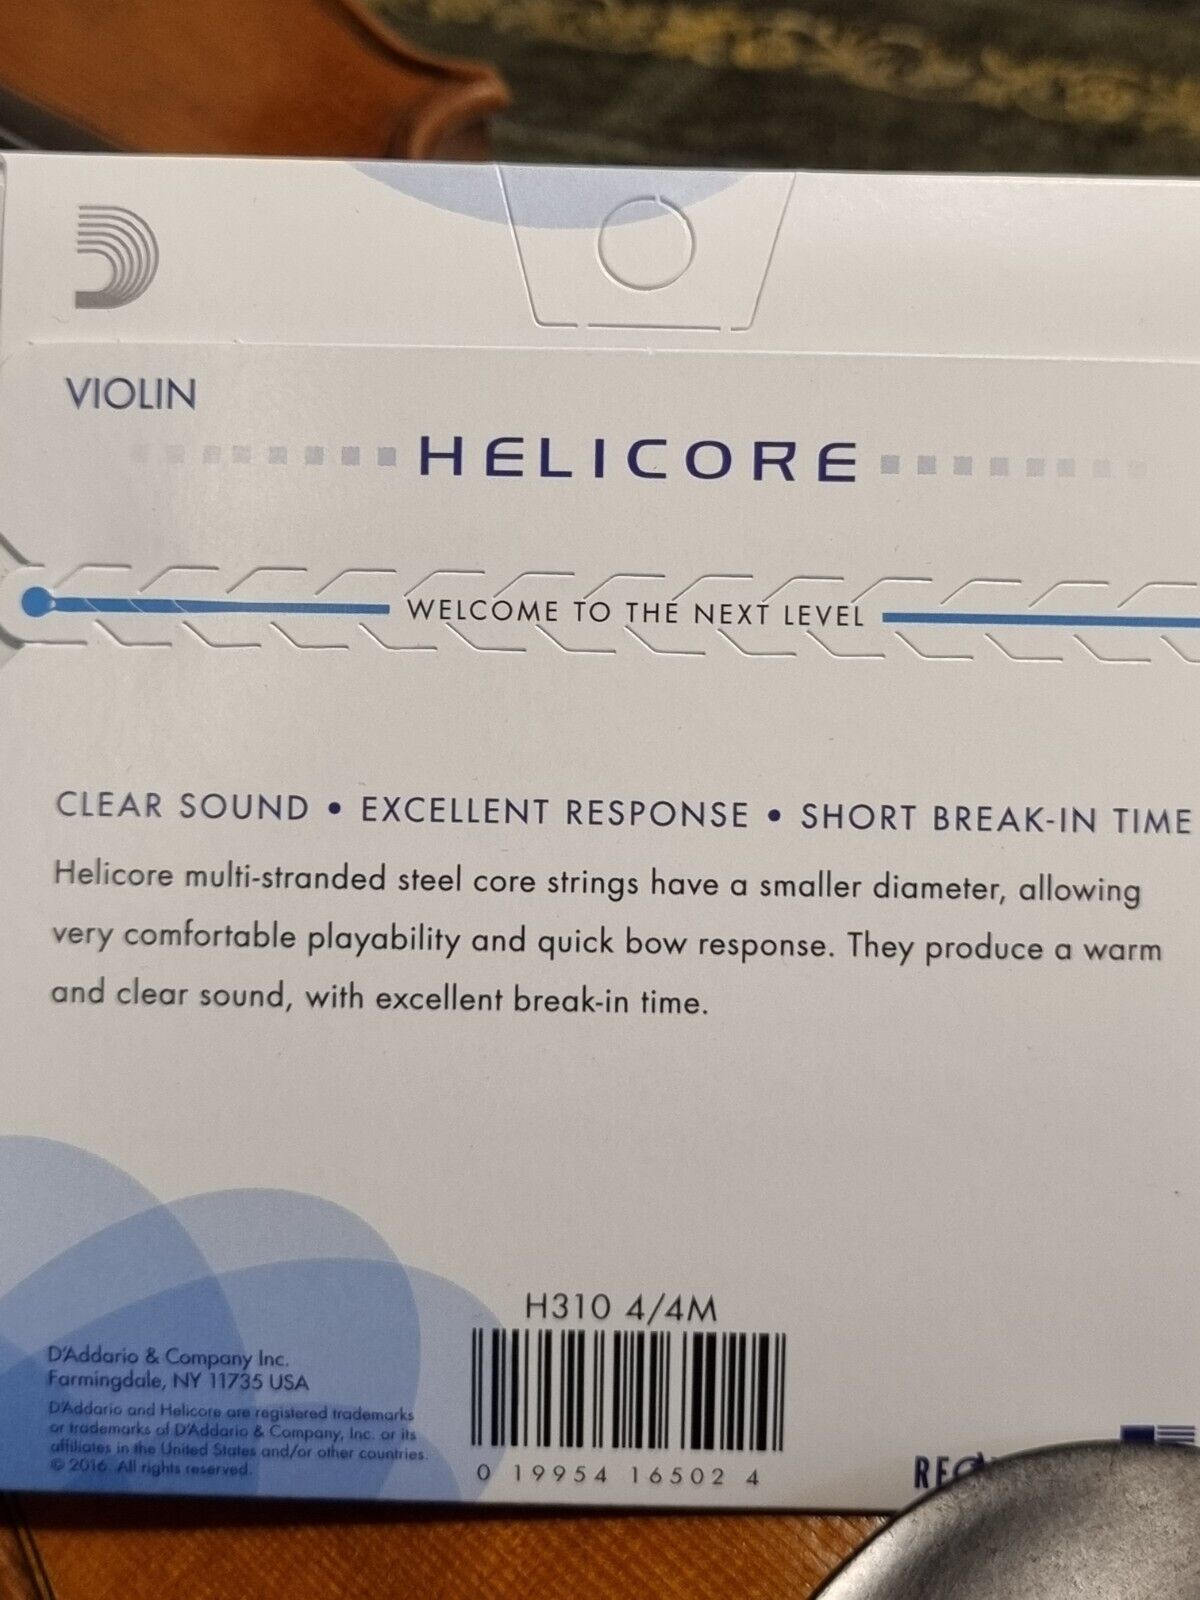 VIOLIN
HELICORE
WELCOME TO THE NEXT LEVEL
CLEAR SOUND • EXCELLENT RESPONSE • SHORT BREAK-IN TIME
Helicore multi-stranded steel core strings have a smaller diameter, allowing
very comfortable playability and quick bow response. They produce a warm
and clear sound, with excellent break-in time.
H310 4/4M
D'Addario & Company Inc.
Farmingdale, NY 11735 USA
D'Addario and Helicore are registered trademarks
or trademarks of D'Addario & Company, Inc. or its
affiliates in the United States and/or other countries.
© 2016. All rights reserved.
0 19954 16502 4